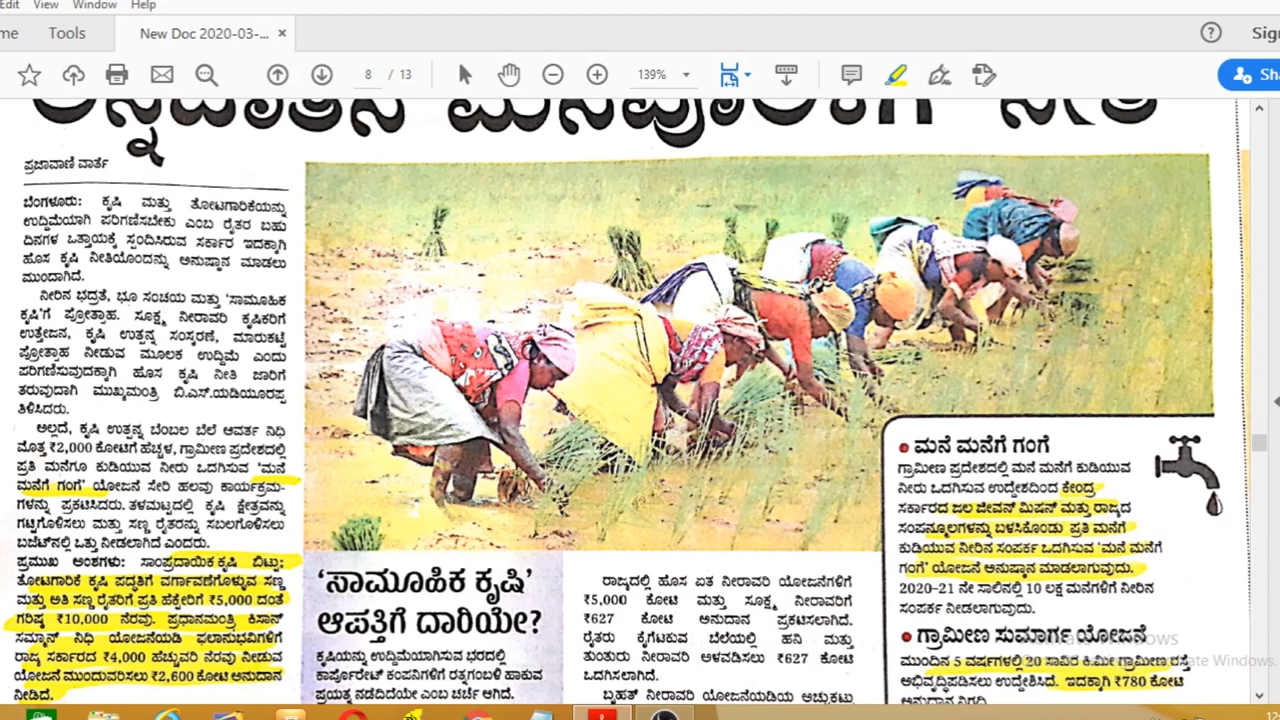 Edit View Window Help
Tools New Doc 2020-03-... ×
8 / 13 139%
ಪ್ರಜಾವಾಣಿ ವಾರ್ತೆ
ಬೆಂಗಳೂರು: ಕೃಷಿ ಮತ್ತು ತೋಟಗಾರಿಕೆಯನ್ನು
ಉದ್ದಿಮೆಯಾಗಿ ಪರಿಗಣಿಸಬೇಕು ಎಂಬ ರೈತರ ಬಹು
ದಿನಗಳ ಒತ್ತಾಯಕ್ಕೆ ಸ್ಪಂದಿಸಿರುವ ಸರ್ಕಾರ ಇದಕ್ಕಾಗಿ
ಹೊಸ ಕೃಷಿ ನೀತಿಯೊಂದನ್ನು ಅನುಷ್ಠಾನ ಮಾಡಲು
ಮುಂದಾಗಿದೆ.
ನೀರಿನ ಭದ್ರತೆ, ಭೂ ಸಂಚಯ ಮತ್ತು ‘ಸಾಮೂಹಿಕ
ಕೃಷಿ’ಗೆ ಪ್ರೋತ್ಸಾಹ. ಸೂಕ್ಷ್ಮ ನೀರಾವರಿ ಕೃಷಿಕರಿಗೆ
ಉತ್ತೇಜನ, ಕೃಷಿ ಉತ್ಪನ್ನ ಸಂಸ್ಕರಣೆ, ಮಾರುಕಟ್ಟೆ
ಪ್ರೋತ್ಸಾಹ ನೀಡುವ ಮೂಲಕ ಉದ್ದಿಮೆ ಎಂದು
ಪರಿಗಣಿಸುವುದಕ್ಕಾಗಿ ಹೊಸ ಕೃಷಿ ನೀತಿ ಜಾರಿಗೆ
ತರುವುದಾಗಿ ಮುಖ್ಯಮಂತ್ರಿ ಬಿ.ಎಸ್.ಯಡಿಯೂರಪ್ಪ
ತಿಳಿಸಿದರು.
ಅಲ್ಲದೆ, ಕೃಷಿ ಉತ್ಪನ್ನ ಬೆಂಬಲ ಬೆಲೆ ಆವರ್ತ ನಿಧಿ
ಮೊತ್ತ ₹2,000 ಕೋಟಿಗೆ ಹೆಚ್ಚಳ, ಗ್ರಾಮೀಣ ಪ್ರದೇಶದಲ್ಲಿ
ಪ್ರತಿ ಮನೆಗೂ ಕುಡಿಯುವ ನೀರು ಒದಗಿಸುವ ‘ಮನೆ
ಮನೆಗೆ ಗಂಗೆ’ ಯೋಜನೆ ಸೇರಿ ಹಲವು ಕಾರ್ಯಕ್ರಮ-
ಗಳನ್ನು ಪ್ರಕಟಿಸಿದರು. ತಳಮಟ್ಟದಲ್ಲಿ ಕೃಷಿ ಕ್ಷೇತ್ರವನ್ನು
ಗಟ್ಟಿಗೊಳಿಸಲು ಮತ್ತು ಸಣ್ಣ ರೈತರನ್ನು ಸಬಲಗೊಳಿಸಲು
ಬಜೆಟ್‌ನಲ್ಲಿ ಒತ್ತು ನೀಡಲಾಗಿದೆ ಎಂದರು.
ಪ್ರಮುಖ ಅಂಶಗಳು: ಸಾಂಪ್ರದಾಯಿಕ ಕೃಷಿ ಬಿಟ್ಟು;
ತೋಟಗಾರಿಕೆ ಕೃಷಿ ಪದ್ಧತಿಗೆ ವರ್ಗಾವಣೆಗೊಳ್ಳುವ ಸಣ್ಣ
ಮತ್ತು ಅತಿ ಸಣ್ಣ ರೈತರಿಗೆ ಪ್ರತಿ ಹೆಕ್ಟೇರಿಗೆ ₹5,000 ದಂತೆ
ಗರಿಷ್ಠ ₹10,000 ನೆರವು. ಪ್ರಧಾನಮಂತ್ರಿ ಕಿಸಾನ್
ಸಮ್ಮಾನ್ ನಿಧಿ ಯೋಜನೆಯಡಿ ಫಲಾನುಭವಿಗಳಿಗೆ
ರಾಜ್ಯ ಸರ್ಕಾರದ ₹4,000 ಹೆಚ್ಚುವರಿ ನೆರವು ನೀಡುವ
ಯೋಜನೆ ಮುಂದುವರಿಸಲು ₹2,600 ಕೋಟಿ ಅನುದಾನ
ನೀಡಿದೆ.
‘ಸಾಮೂಹಿಕ ಕೃಷಿ’
ಆಪತ್ತಿಗೆ ದಾರಿಯೇ?
ಕೃಷಿಯನ್ನು ಉದ್ದಿಮೆಯಾಗಿಸುವ ಭರದಲ್ಲಿ
ಕಾರ್ಪೊರೇಟ್ ಕಂಪನಿಗಳಿಗೆ ರತ್ನಗಂಬಳಿ ಹಾಕುವ
ಪ್ರಯತ್ನ ನಡೆದಿದೆಯೇ ಎಂಬ ಚರ್ಚೆ ಆಗಿದೆ.
ರಾಜ್ಯದಲ್ಲಿ ಹೊಸ ಏತ ನೀರಾವರಿ ಯೋಜನೆಗಳಿಗೆ
₹5,000 ಕೋಟಿ ಮತ್ತು ಸೂಕ್ಷ್ಮ ನೀರಾವರಿಗೆ
₹627 ಕೋಟಿ ಅನುದಾನ ಪ್ರಕಟಿಸಲಾಗಿದೆ.
ರೈತರು ಕೈಗೆಟಕುವ ಬೆಲೆಯಲ್ಲಿ ಹನಿ ಮತ್ತು
ತುಂತುರು ನೀರಾವರಿ ಅಳವಡಿಸಲು ₹627 ಕೋಟಿ
ಒದಗಿಸಲಾಗಿದೆ.
ಬೃಹತ್ ನೀರಾವರಿ ಯೋಜನೆಯಡಿಯ ಅಚ್ಚುಕಟ್ಟು
ಮನೆ ಮನೆಗೆ ಗಂಗೆ
ಗ್ರಾಮೀಣ ಪ್ರದೇಶದಲ್ಲಿ ಮನೆ ಮನೆಗೆ ಕುಡಿಯುವ
ನೀರು ಒದಗಿಸುವ ಉದ್ದೇಶದಿಂದ ಕೇಂದ್ರ
ಸರ್ಕಾರದ ಜಲ ಜೀವನ್ ಮಿಷನ್ ಮತ್ತು ರಾಜ್ಯದ
ಸಂಪನ್ಮೂಲಗಳನ್ನು ಬಳಸಿಕೊಂಡು ಪ್ರತಿ ಮನೆಗೆ
ಕುಡಿಯುವ ನೀರಿನ ಸಂಪರ್ಕ ಒದಗಿಸುವ ‘ಮನೆ ಮನೆಗೆ
ಗಂಗೆ’ ಯೋಜನೆ ಅನುಷ್ಠಾನ ಮಾಡಲಾಗುವುದು.
2020-21 ನೇ ಸಾಲಿನಲ್ಲಿ 10 ಲಕ್ಷ ಮನೆಗಳಿಗೆ ನೀರಿನ
ಸಂಪರ್ಕ ನೀಡಲಾಗುವುದು.
ಗ್ರಾಮೀಣ ಸುಮಾರ್ಗ ಯೋಜನೆ
ಮುಂದಿನ 5 ವರ್ಷಗಳಲ್ಲಿ 20 ಸಾವಿರ ಕಿ.ಮೀ ಗ್ರಾಮೀಣ ರಸ್ತೆ
ಅಭಿವೃದ್ಧಿಪಡಿಸಲು ಉದ್ದೇಶಿಸಿದೆ. ಇದಕ್ಕಾಗಿ ₹780 ಕೋಟಿ